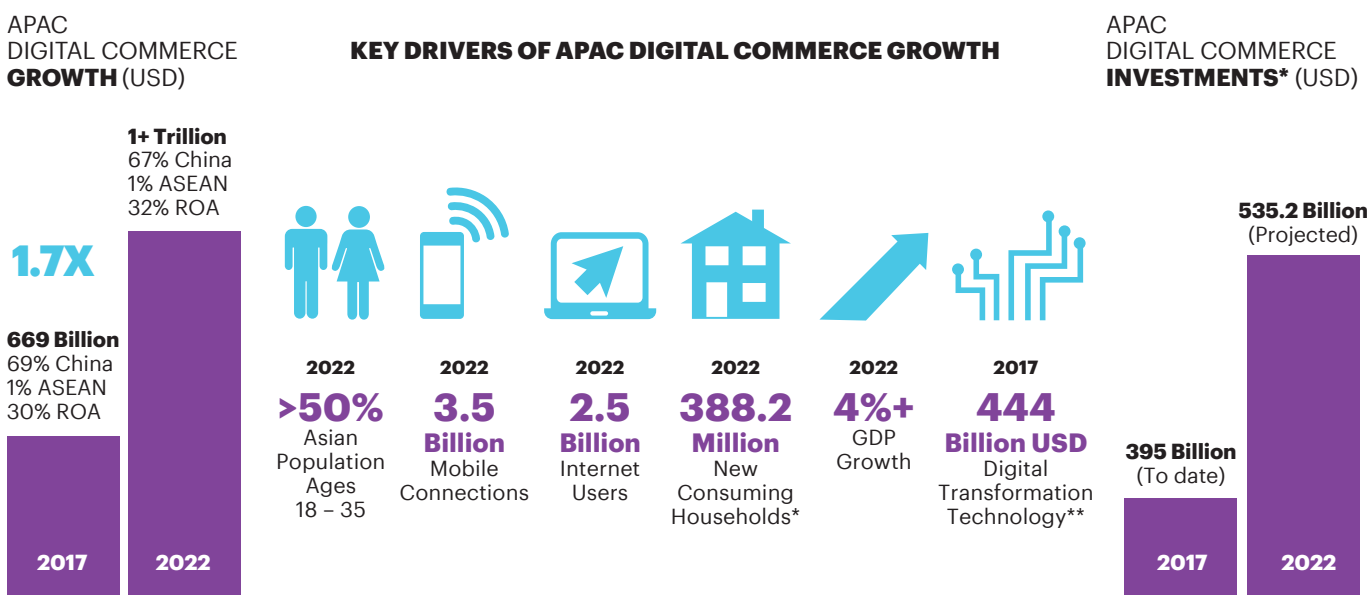 APAC
DIGITAL COMMERCE
GROWTH (USD)
1+ Trillion
67% China
1% ASEAN
32% ROA
1.7X
669 Billion
69% China
1% ASEAN
30% ROA
2017
2022
KEY DRIVERS OF APAC DIGITAL COMMERCE GROWTH
2022
>50%
Asian
Population
Ages
18 – 35
2022
3.5
Billion
Mobile
Connections
2022
2.5
Billion
Internet
Users
2022
388.2
Million
New
Consuming
Households*
2022
4%+
GDP
Growth
2017
444
Billion USD
Digital
Transformation
Technology**
APAC
DIGITAL COMMERCE
INVESTMENTS* (USD)
535.2 Billion
(Projected)
395 Billion
(To date)
2017
2022